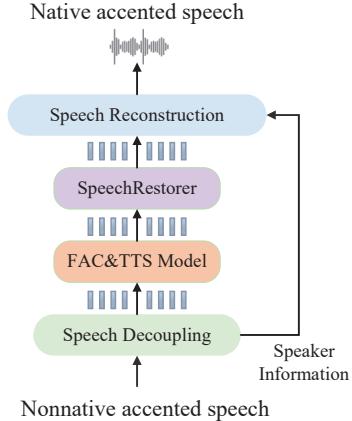 Native accented speech
Speech Reconstruction
SpeechRestorer
FAC&TTS Model
Speech Decoupling
Speaker
Information
Nonnative accented speech